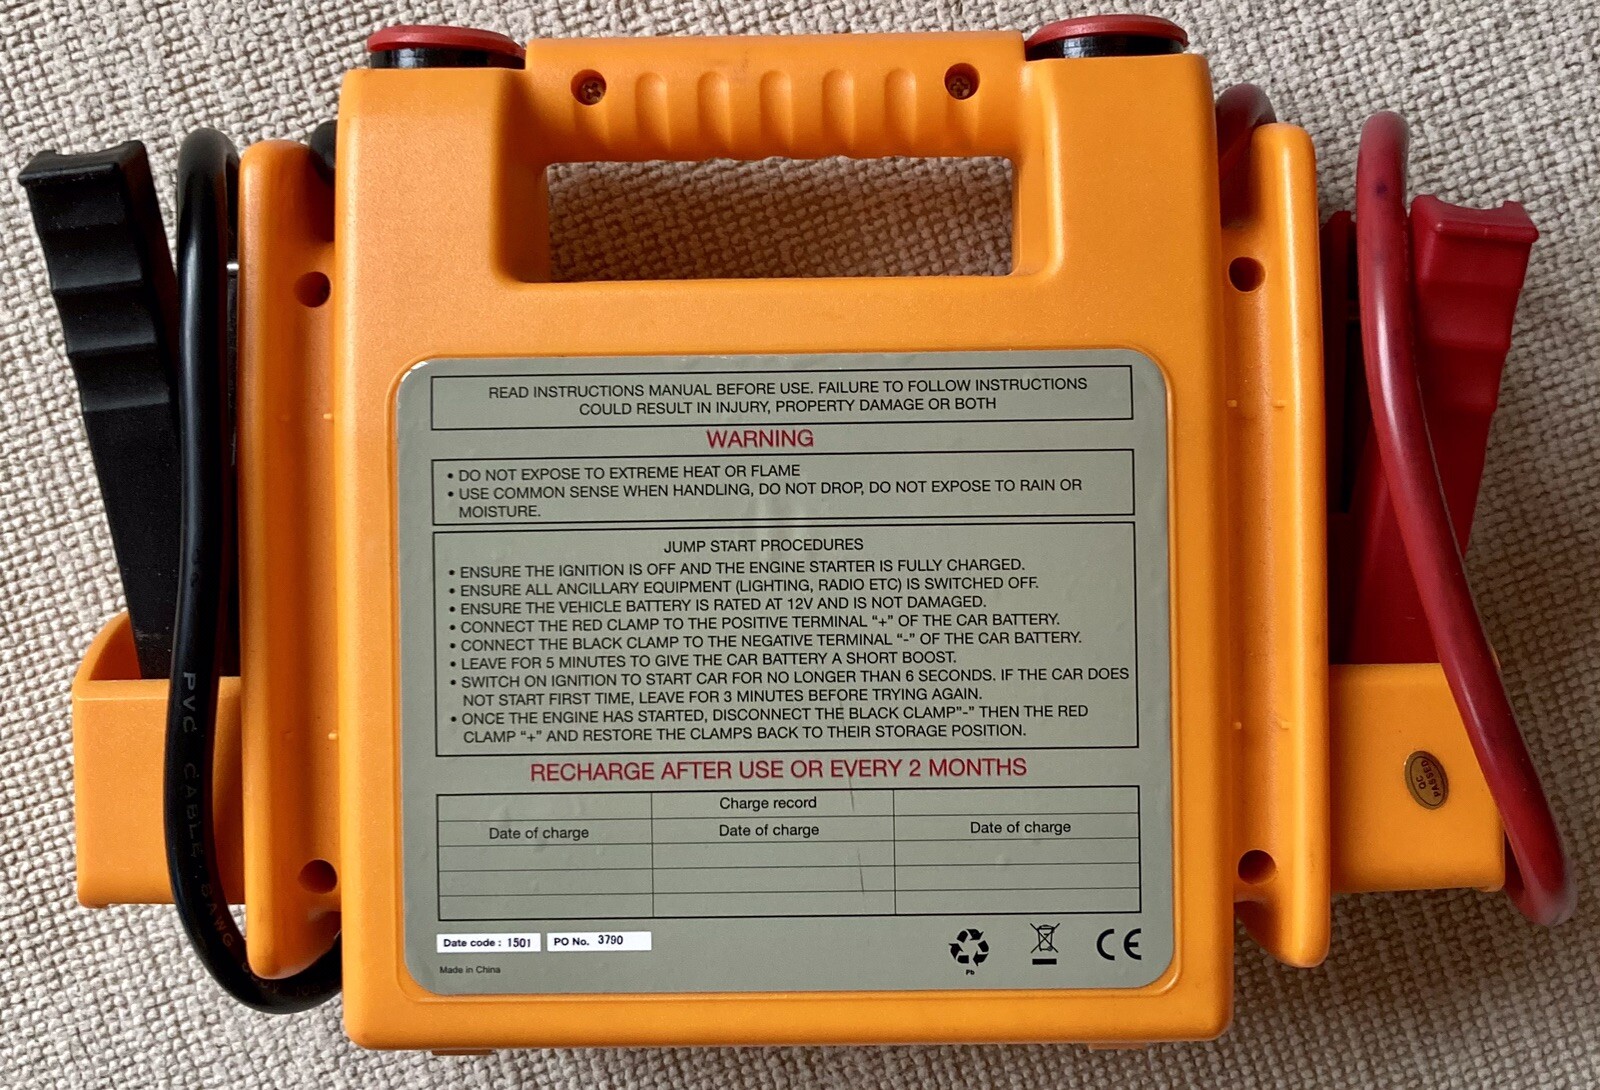 READ INSTRUCTIONS MANUAL BEFORE USE. FAILURE TO FOLLOW INSTRUCTIONS
COULD RESULT IN INJURY, PROPERTY DAMAGE OR BOTH
WARNING
• DO NOT EXPOSE TO EXTREME HEAT OR FLAME
• USE COMMON SENSE WHEN HANDLING, DO NOT DROP, DO NOT EXPOSE TO RAIN OR
MOISTURE.
JUMP START PROCEDURES
• ENSURE THE IGNITION IS OFF AND THE ENGINE STARTER IS FULLY CHARGED.
• ENSURE ALL ANCILLARY EQUIPMENT (LIGHTING, RADIO ETC) IS SWITCHED OFF.
• ENSURE THE VEHICLE BATTERY IS RATED AT 12V AND IS NOT DAMAGED.
• CONNECT THE RED CLAMP TO THE POSITIVE TERMINAL “+” OF THE CAR BATTERY.
• CONNECT THE BLACK CLAMP TO THE NEGATIVE TERMINAL “-” OF THE CAR BATTERY.
• LEAVE FOR 5 MINUTES TO GIVE THE CAR BATTERY A SHORT BOOST.
• SWITCH ON IGNITION TO START CAR FOR NO LONGER THAN 6 SECONDS. IF THE CAR DOES
NOT START FIRST TIME, LEAVE FOR 3 MINUTES BEFORE TRYING AGAIN.
• ONCE THE ENGINE HAS STARTED, DISCONNECT THE BLACK CLAMP”-” THEN THE RED
CLAMP “+” AND RESTORE THE CLAMPS BACK TO THEIR STORAGE POSITION.
RECHARGE AFTER USE OR EVERY 2 MONTHS
Charge record
Date of charge Date of charge Date of charge
Date code : 1501 PO No. 3790
Made in China
Pb
CE
PVC CABLE 8AWG
QC
PASSED